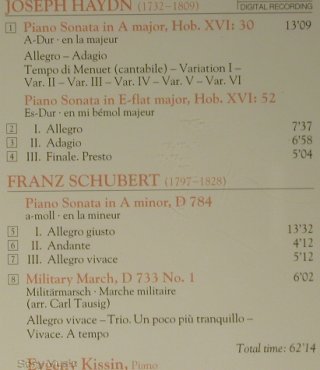 JOSEPH HAYDN (1732–1809)
DIGITAL RECORDING
1 Piano Sonata in A major, Hob. XVI: 30 13'09
A-Dur · en la majeur
Allegro – Adagio
Tempo di Menuet (cantabile) – Variation I –
Var. II – Var. III – Var. IV – Var. V – Var. VI
Piano Sonata in E-flat major, Hob. XVI: 52
Es-Dur · en mi bémol majeur
2 I. Allegro 7'37
3 II. Adagio 6'58
4 III. Finale. Presto 5'04
FRANZ SCHUBERT (1797–1828)
Piano Sonata in A minor, D 784
a-moll · en la mineur
5 I. Allegro giusto 13'32
6 II. Andante 4'12
7 III. Allegro vivace 5'12
8 Military March, D 733 No. 1 6'02
Militärmarsch · Marche militaire
(arr. Carl Tausig)
Allegro vivace – Trio. Un poco più tranquillo –
Vivace. A tempo
Total time: 62'14
Evgeny Kissin, Piano